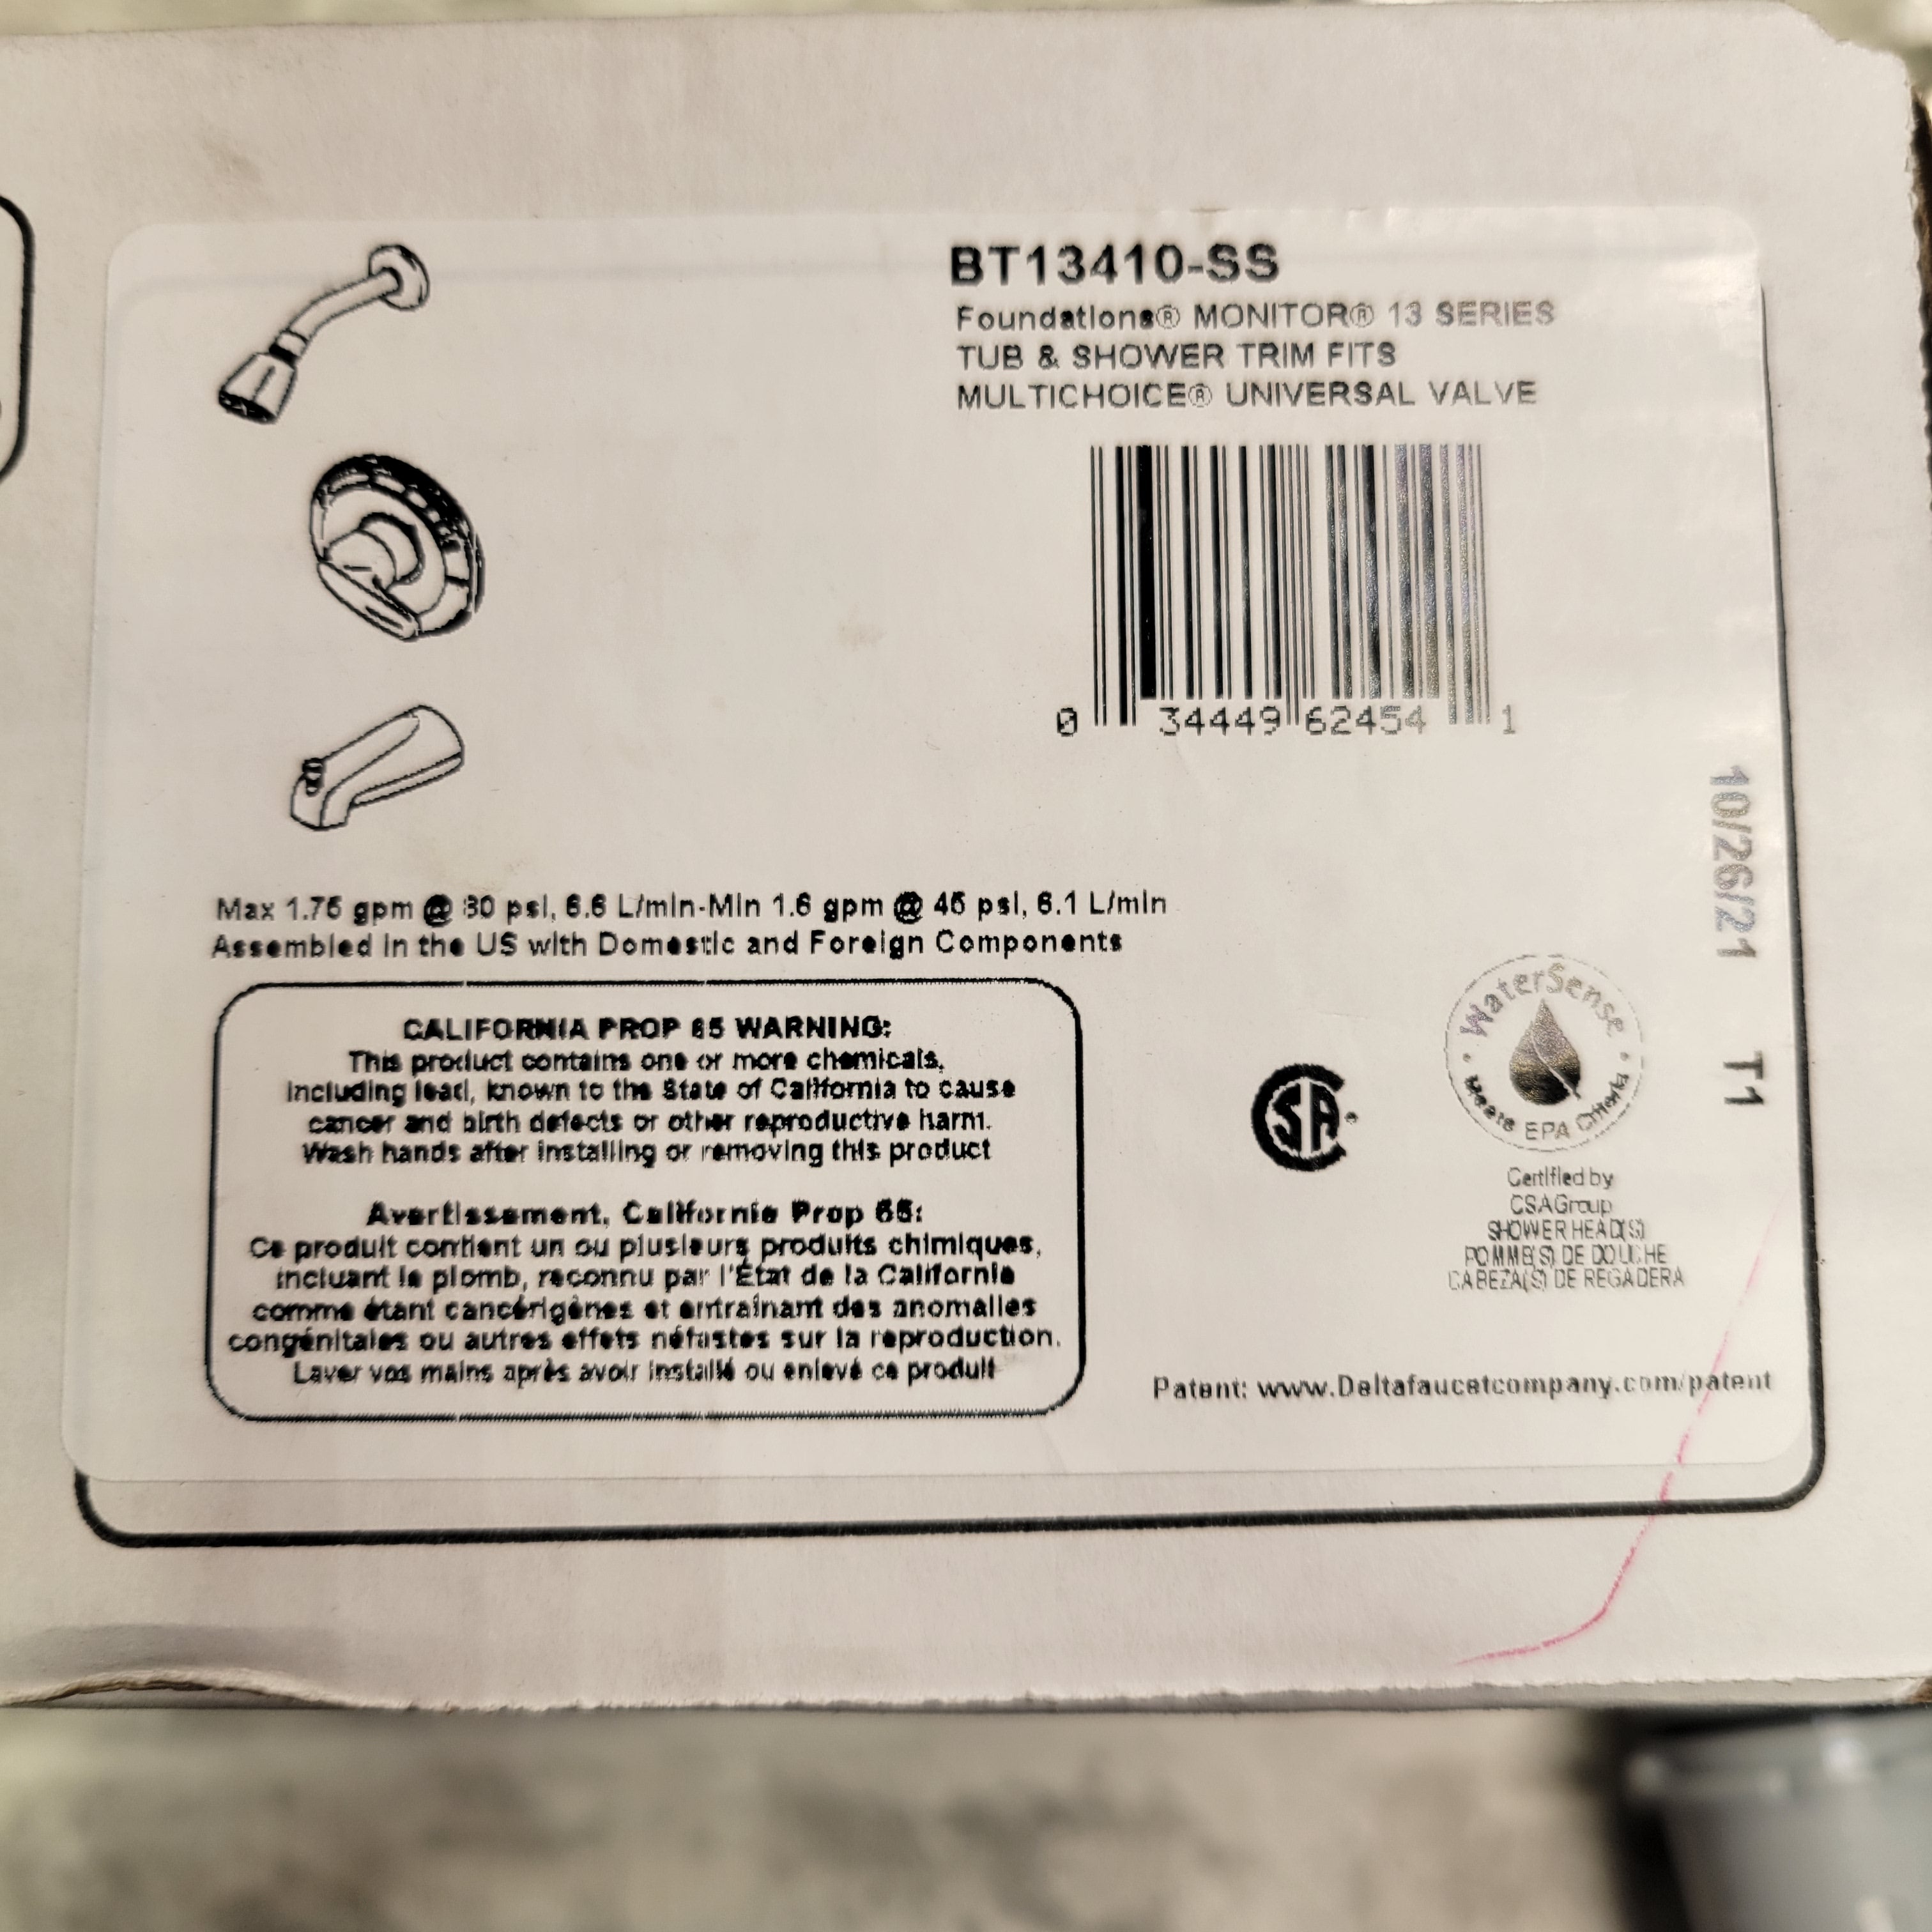 BT13410-SS
Foundations® MONITOR® 13 SERIES
TUB & SHOWER TRIM FITS
MULTICHOICE® UNIVERSAL VALVE
0 34449 62454 1
10/26/21 T1
Max 1.75 gpm @ 80 psi, 6.6 L/min-Min 1.6 gpm @ 45 psi, 6.1 L/min
Assembled in the US with Domestic and Foreign Components
CALIFORNIA PROP 65 WARNING:
This product contains one or more chemicals,
including lead, known to the State of California to cause
cancer and birth defects or other reproductive harm.
Wash hands after installing or removing this product
Avertissement, Californie Prop 65:
Ce produit contient un ou plusieurs produits chimiques,
incluant le plomb, reconnu par l'État de la Californie
comme étant cancérigènes et entraînant des anomalies
congénitales ou autres effets néfastes sur la reproduction.
Laver vos mains après avoir installé ou enlevé ce produit
SA
WaterSense
Meets EPA Criteria
Certified by
CSAGroup
SHOWER HEAD(S)
POMME(S) DE DOUCHE
CABEZA(S) DE REGADERA
Patent: www.Deltafaucetcompany.com/patent